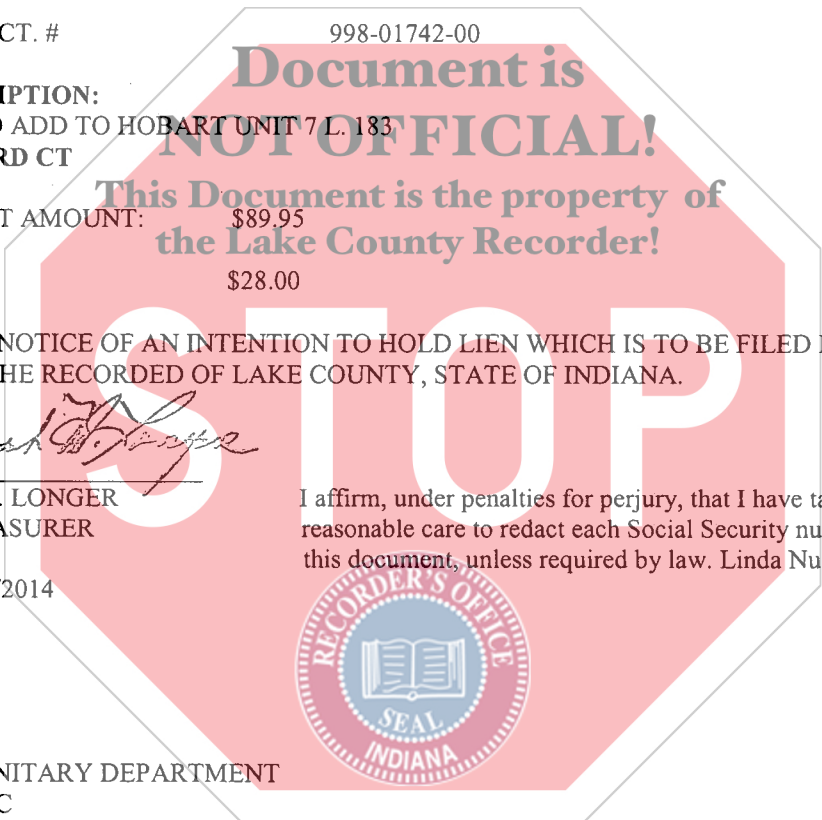 CT. # 998-01742-00
Document is
IPTION:
ADD TO HOBART UNIT 7 L. 183
NOT OFFICIAL!
RD CT
This Document is the property of
T AMOUNT: $89.95
the Lake County Recorder!
$28.00
STOP
NOTICE OF AN INTENTION TO HOLD LIEN WHICH IS TO BE FILED
HE RECORDED OF LAKE COUNTY, STATE OF INDIANA.
LONGER
ASURER
I affirm, under penalties for perjury, that I have ta
reasonable care to redact each Social Security nu
this document, unless required by law. Linda Nu
/2014
RECORDER'S OFFICE
SEAL
INDIANA
NITARY DEPARTMENT
C